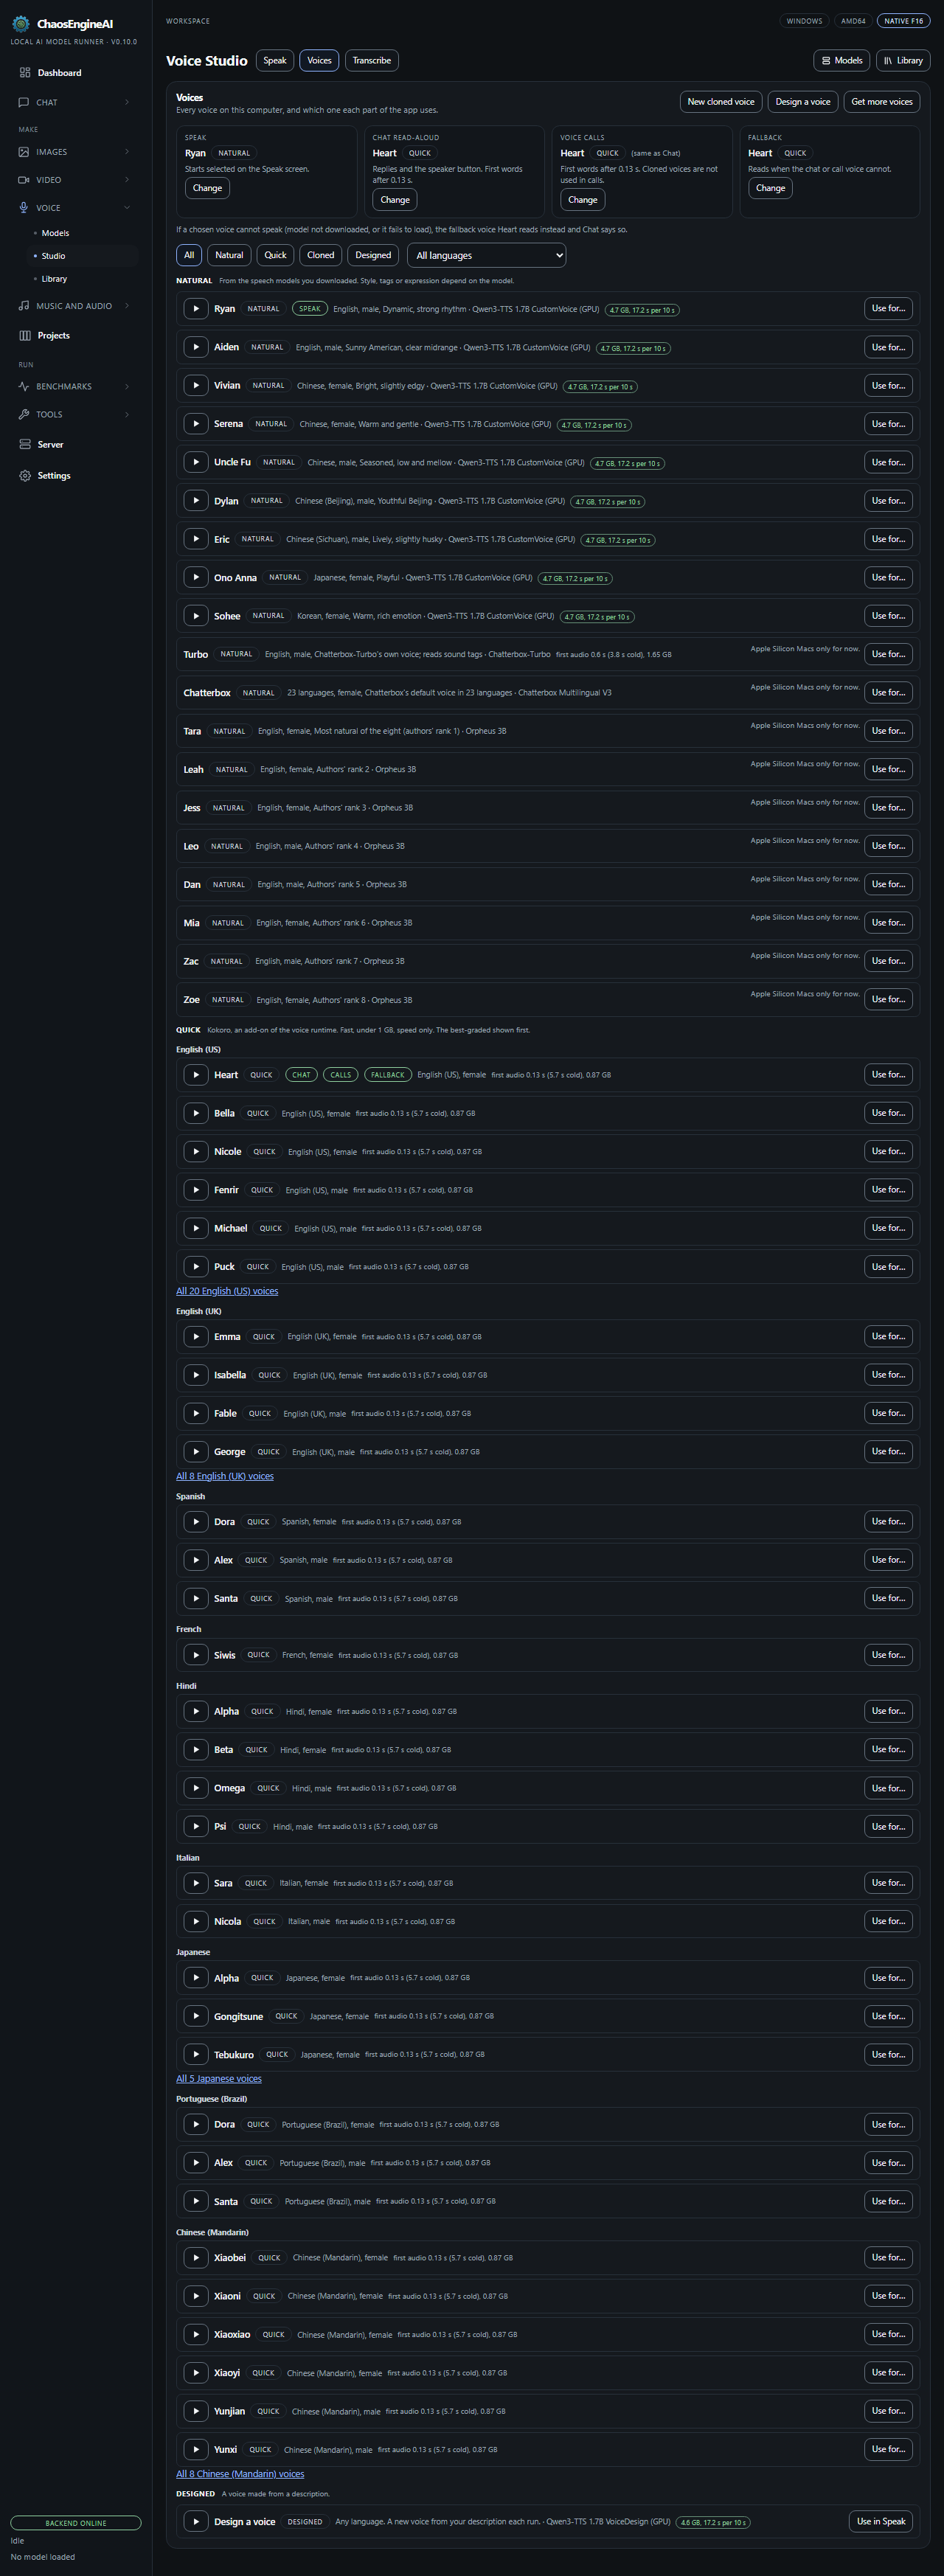 ChaosEngineAI
LOCAL AI MODEL RUNNER · V0.10.0
Dashboard
CHAT
MAKE
IMAGES
VIDEO
VOICE
Models
Studio
Library
MUSIC AND AUDIO
Projects
RUN
BENCHMARKS
TOOLS
Server
Settings
BACKEND ONLINE
Idle
No model loaded
WORKSPACE
WINDOWS AMD64 NATIVE F16
Voice Studio Speak Voices Transcribe Models Library
Voices
Every voice on this computer, and which one each part of the app uses.
New cloned voice Design a voice Get more voices
SPEAK
Ryan NATURAL
Starts selected on the Speak screen.
Change
CHAT READ-ALOUD
Heart QUICK
Replies and the speaker button. First words
after 0.13 s.
Change
VOICE CALLS
Heart QUICK (same as Chat)
First words after 0.13 s. Cloned voices are not
used in calls.
Change
FALLBACK
Heart QUICK
Reads when the chat or call voice cannot.
Change
If a chosen voice cannot speak (model not downloaded, or it fails to load), the fallback voice Heart reads instead and Chat says so.
All Natural Quick Cloned Designed All languages
NATURAL From the speech models you downloaded. Style, tags or expression depend on the model.
Ryan NATURAL SPEAK English, male, Dynamic, strong rhythm · Qwen3-TTS 1.7B CustomVoice (GPU) 4.7 GB, 17.2 s per 10 s Use for...
Aiden NATURAL English, male, Sunny American, clear midrange · Qwen3-TTS 1.7B CustomVoice (GPU) 4.7 GB, 17.2 s per 10 s Use for...
Vivian NATURAL Chinese, female, Bright, slightly edgy · Qwen3-TTS 1.7B CustomVoice (GPU) 4.7 GB, 17.2 s per 10 s Use for...
Serena NATURAL Chinese, female, Warm and gentle · Qwen3-TTS 1.7B CustomVoice (GPU) 4.7 GB, 17.2 s per 10 s Use for...
Uncle Fu NATURAL Chinese, male, Seasoned, low and mellow · Qwen3-TTS 1.7B CustomVoice (GPU) 4.7 GB, 17.2 s per 10 s Use for...
Dylan NATURAL Chinese (Beijing), male, Youthful Beijing · Qwen3-TTS 1.7B CustomVoice (GPU) 4.7 GB, 17.2 s per 10 s Use for...
Eric NATURAL Chinese (Sichuan), male, Lively, slightly husky · Qwen3-TTS 1.7B CustomVoice (GPU) 4.7 GB, 17.2 s per 10 s Use for...
Ono Anna NATURAL Japanese, female, Playful · Qwen3-TTS 1.7B CustomVoice (GPU) 4.7 GB, 17.2 s per 10 s Use for...
Sohee NATURAL Korean, female, Warm, rich emotion · Qwen3-TTS 1.7B CustomVoice (GPU) 4.7 GB, 17.2 s per 10 s Use for...
Turbo NATURAL English, male, Chatterbox-Turbo's own voice; reads sound tags · Chatterbox-Turbo first audio 0.6 s (3.8 s cold), 1.65 GB Apple Silicon Macs only for now. Use for...
Chatterbox NATURAL 23 languages, female, Chatterbox's default voice in 23 languages · Chatterbox Multilingual V3 Apple Silicon Macs only for now. Use for...
Tara NATURAL English, female, Most natural of the eight (authors' rank 1) · Orpheus 3B Apple Silicon Macs only for now. Use for...
Leah NATURAL English, female, Authors' rank 2 · Orpheus 3B Apple Silicon Macs only for now. Use for...
Jess NATURAL English, female, Authors' rank 3 · Orpheus 3B Apple Silicon Macs only for now. Use for...
Leo NATURAL English, male, Authors' rank 4 · Orpheus 3B Apple Silicon Macs only for now. Use for...
Dan NATURAL English, male, Authors' rank 5 · Orpheus 3B Apple Silicon Macs only for now. Use for...
Mia NATURAL English, female, Authors' rank 6 · Orpheus 3B Apple Silicon Macs only for now. Use for...
Zac NATURAL English, male, Authors' rank 7 · Orpheus 3B Apple Silicon Macs only for now. Use for...
Zoe NATURAL English, female, Authors' rank 8 · Orpheus 3B Apple Silicon Macs only for now. Use for...
QUICK Kokoro, an add-on of the voice runtime. Fast, under 1 GB, speed only. The best-graded shown first.
English (US)
Heart QUICK CHAT CALLS FALLBACK English (US), female first audio 0.13 s (5.7 s cold), 0.87 GB Use for...
Bella QUICK English (US), female first audio 0.13 s (5.7 s cold), 0.87 GB Use for...
Nicole QUICK English (US), female first audio 0.13 s (5.7 s cold), 0.87 GB Use for...
Fenrir QUICK English (US), male first audio 0.13 s (5.7 s cold), 0.87 GB Use for...
Michael QUICK English (US), male first audio 0.13 s (5.7 s cold), 0.87 GB Use for...
Puck QUICK English (US), male first audio 0.13 s (5.7 s cold), 0.87 GB Use for...
All 20 English (US) voices
English (UK)
Emma QUICK English (UK), female first audio 0.13 s (5.7 s cold), 0.87 GB Use for...
Isabella QUICK English (UK), female first audio 0.13 s (5.7 s cold), 0.87 GB Use for...
Fable QUICK English (UK), male first audio 0.13 s (5.7 s cold), 0.87 GB Use for...
George QUICK English (UK), male first audio 0.13 s (5.7 s cold), 0.87 GB Use for...
All 8 English (UK) voices
Spanish
Dora QUICK Spanish, female first audio 0.13 s (5.7 s cold), 0.87 GB Use for...
Alex QUICK Spanish, male first audio 0.13 s (5.7 s cold), 0.87 GB Use for...
Santa QUICK Spanish, male first audio 0.13 s (5.7 s cold), 0.87 GB Use for...
French
Siwis QUICK French, female first audio 0.13 s (5.7 s cold), 0.87 GB Use for...
Hindi
Alpha QUICK Hindi, female first audio 0.13 s (5.7 s cold), 0.87 GB Use for...
Beta QUICK Hindi, female first audio 0.13 s (5.7 s cold), 0.87 GB Use for...
Omega QUICK Hindi, male first audio 0.13 s (5.7 s cold), 0.87 GB Use for...
Psi QUICK Hindi, male first audio 0.13 s (5.7 s cold), 0.87 GB Use for...
Italian
Sara QUICK Italian, female first audio 0.13 s (5.7 s cold), 0.87 GB Use for...
Nicola QUICK Italian, male first audio 0.13 s (5.7 s cold), 0.87 GB Use for...
Japanese
Alpha QUICK Japanese, female first audio 0.13 s (5.7 s cold), 0.87 GB Use for...
Gongitsune QUICK Japanese, female first audio 0.13 s (5.7 s cold), 0.87 GB Use for...
Tebukuro QUICK Japanese, female first audio 0.13 s (5.7 s cold), 0.87 GB Use for...
All 5 Japanese voices
Portuguese (Brazil)
Dora QUICK Portuguese (Brazil), female first audio 0.13 s (5.7 s cold), 0.87 GB Use for...
Alex QUICK Portuguese (Brazil), male first audio 0.13 s (5.7 s cold), 0.87 GB Use for...
Santa QUICK Portuguese (Brazil), male first audio 0.13 s (5.7 s cold), 0.87 GB Use for...
Chinese (Mandarin)
Xiaobei QUICK Chinese (Mandarin), female first audio 0.13 s (5.7 s cold), 0.87 GB Use for...
Xiaoni QUICK Chinese (Mandarin), female first audio 0.13 s (5.7 s cold), 0.87 GB Use for...
Xiaoxiao QUICK Chinese (Mandarin), female first audio 0.13 s (5.7 s cold), 0.87 GB Use for...
Xiaoyi QUICK Chinese (Mandarin), female first audio 0.13 s (5.7 s cold), 0.87 GB Use for...
Yunjian QUICK Chinese (Mandarin), male first audio 0.13 s (5.7 s cold), 0.87 GB Use for...
Yunxi QUICK Chinese (Mandarin), male first audio 0.13 s (5.7 s cold), 0.87 GB Use for...
All 8 Chinese (Mandarin) voices
DESIGNED A voice made from a description.
Design a voice DESIGNED Any language. A new voice from your description each run. · Qwen3-TTS 1.7B VoiceDesign (GPU) 4.6 GB, 17.2 s per 10 s Use in Speak